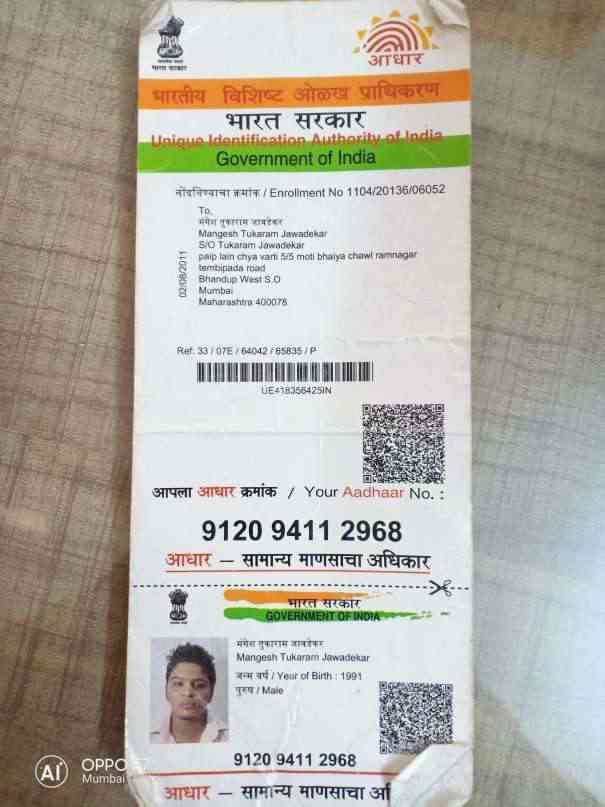 भारत सरकार
आधार
भारतीय विशिष्ट ओळख प्राधिकरण
भारत सरकार
Unique Identification Authority of India
Government of India
नोंदविण्याचा क्रमांक / Enrollment No 1104/20136/06052
To,
मंगेश तुकाराम जावडेकर
Mangesh Tukaram Jawadekar
S/O Tukaram Jawadekar
paip lain chya varti 5/5 moti bhaiya chawl ramnagar
tembipada road
Bhandup West S.O
Mumbai
Maharashtra 400078
02/08/2011
Ref: 33 / 07E / 64042 / 65835 / P
UE418356425IN
आपला आधार क्रमांक / Your Aadhaar No. :
9120 9411 2968
आधार — सामान्य माणसाचा अधिकार
भारत सरकार
GOVERNMENT OF INDIA
मंगेश तुकाराम जावडेकर
Mangesh Tukaram Jawadekar
जन्म वर्ष / Year of Birth : 1991
पुरुष / Male
9120 9411 2968
आधार — सामान्य माणसाचा
AI OPPO
Mumbai